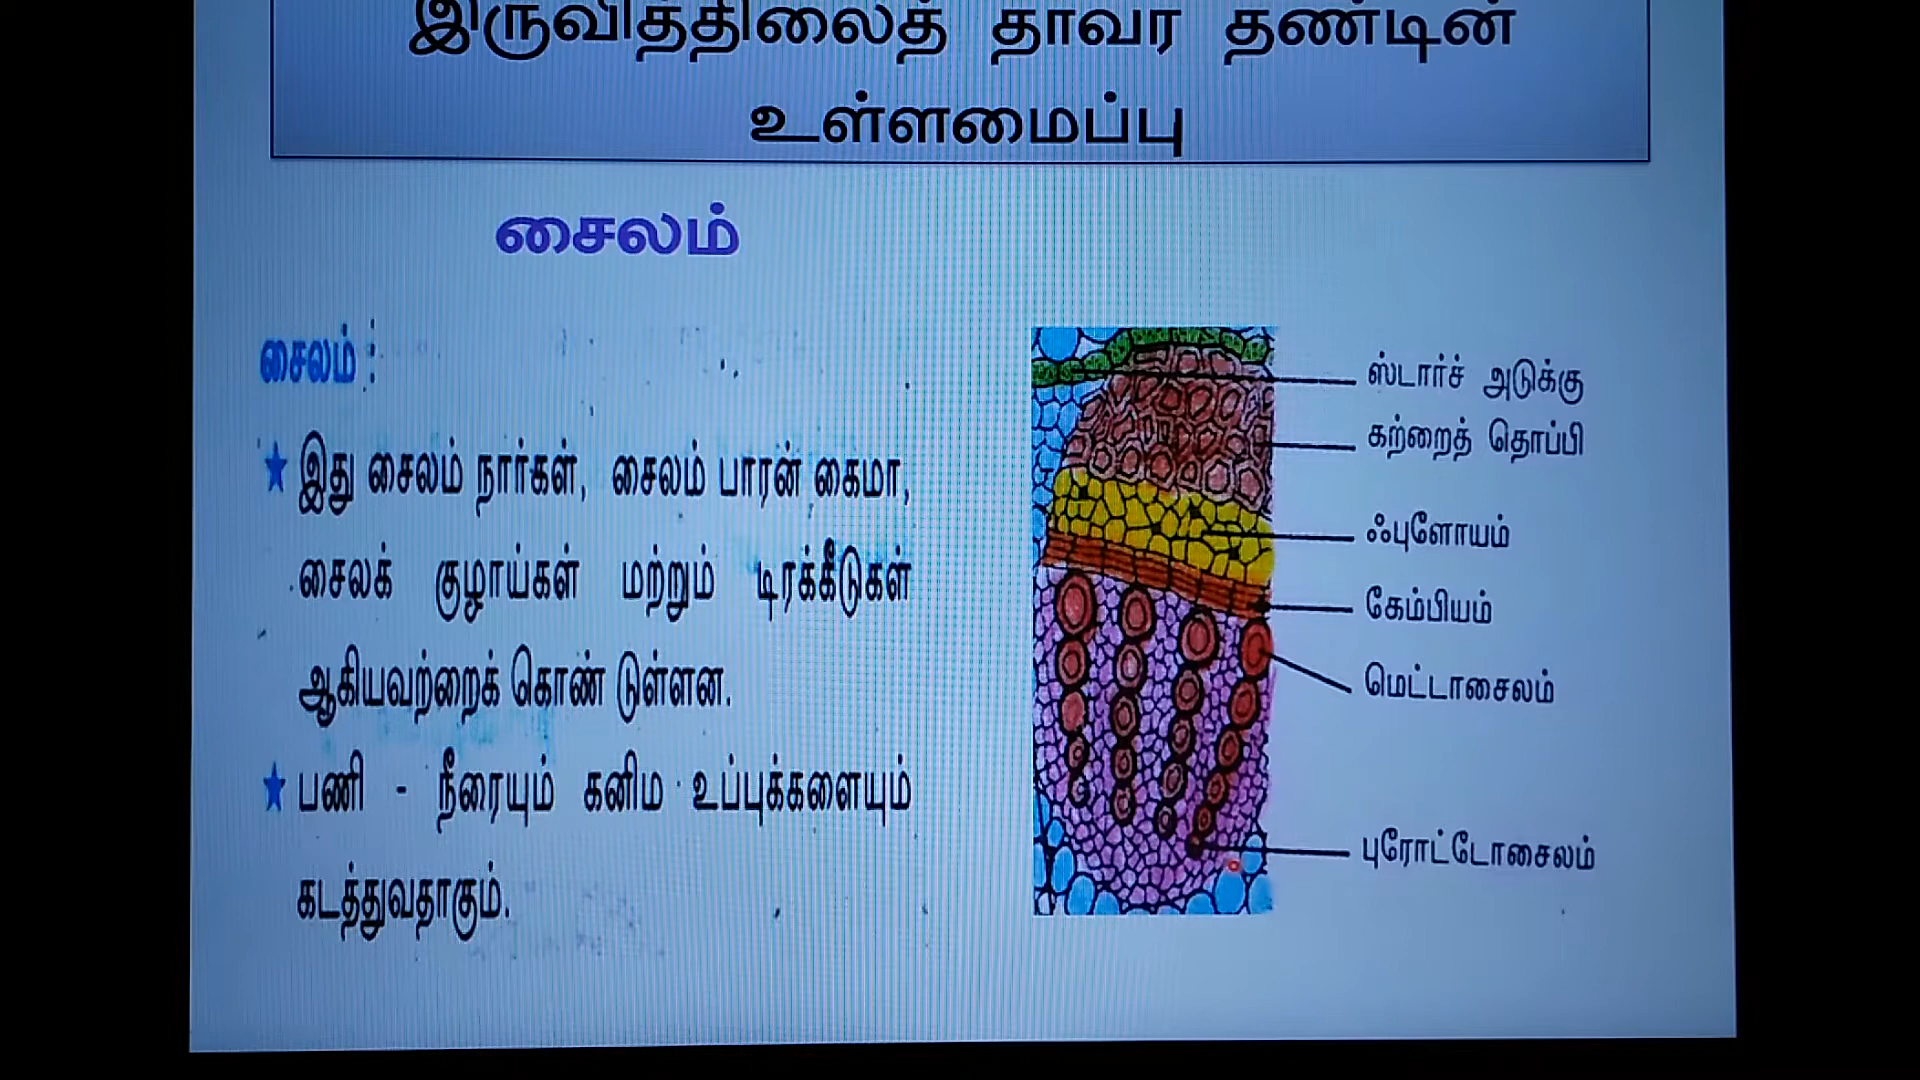 இருவித்திலைத் தாவர தண்டின்
உள்ளமைப்பு
சைலம்
சைலம் :
★ இது சைலம் நார்கள், சைலம் பாரன் கைமா,
சைலக் குழாய்கள் மற்றும் டிரக்கீடுகள்
ஆகியவற்றைக் கொண் டுள்ளன.
★ பணி - நீரையும் கனிம உப்புக்களையும்
கடத்துவதாகும்.
ஸ்டார்ச் அடுக்கு
கற்றைத் தொப்பி
ஃபுளோயம்
கேம்பியம்
மெட்டாசைலம்
புரோட்டோசைலம்